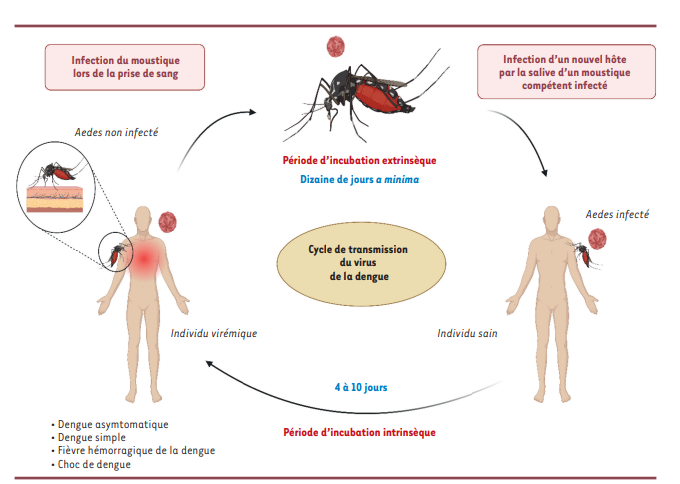 Infection du moustique
lors de la prise de sang
Infection d'un nouvel hôte
par la salive d'un moustique
compétent infecté
Aedes non infecté
Période d'incubation extrinsèque
Dizaine de jours a minima
Aedes infecté
Cycle de transmission
du virus
de la dengue
Individu virémique
Individu sain
4 à 10 jours
Période d'incubation intrinsèque
• Dengue asymtomatique
• Dengue simple
• Fièvre hémorragique de la dengue
• Choc de dengue